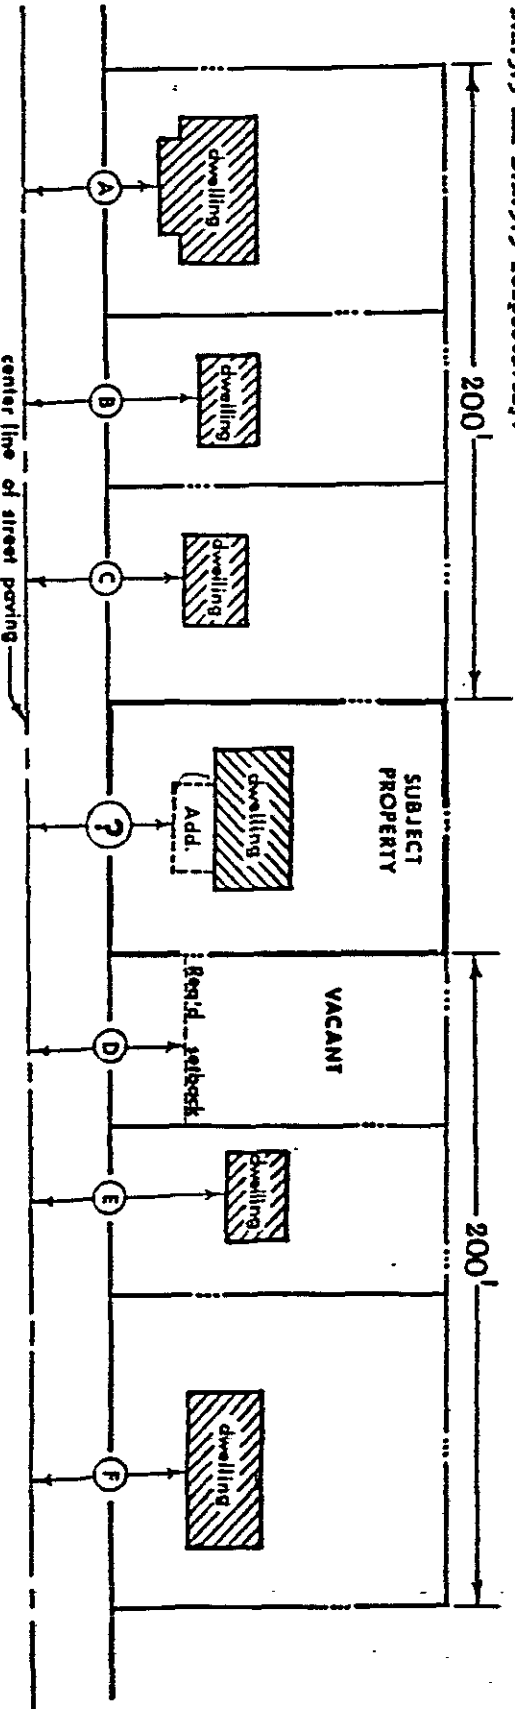 200'
200'
SUBJECT
PROPERTY
VACANT
dwelling
dwelling
dwelling
dwelling
Add.
Req'd. setback
dwelling
dwelling
A
B
C
?
D
E
F
center line of street paving